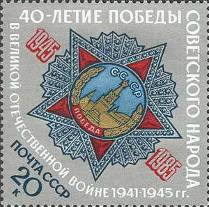 40-ЛЕТИЕ ПОБЕДЫ
СОВЕТСКОГО НАРОДА
В ВЕЛИКОЙ ОТЕЧЕСТВЕННОЙ ВОЙНЕ 1941-1945 гг.
1945
СССР
ПОБЕДА
1985
ПОЧТА СССР
20